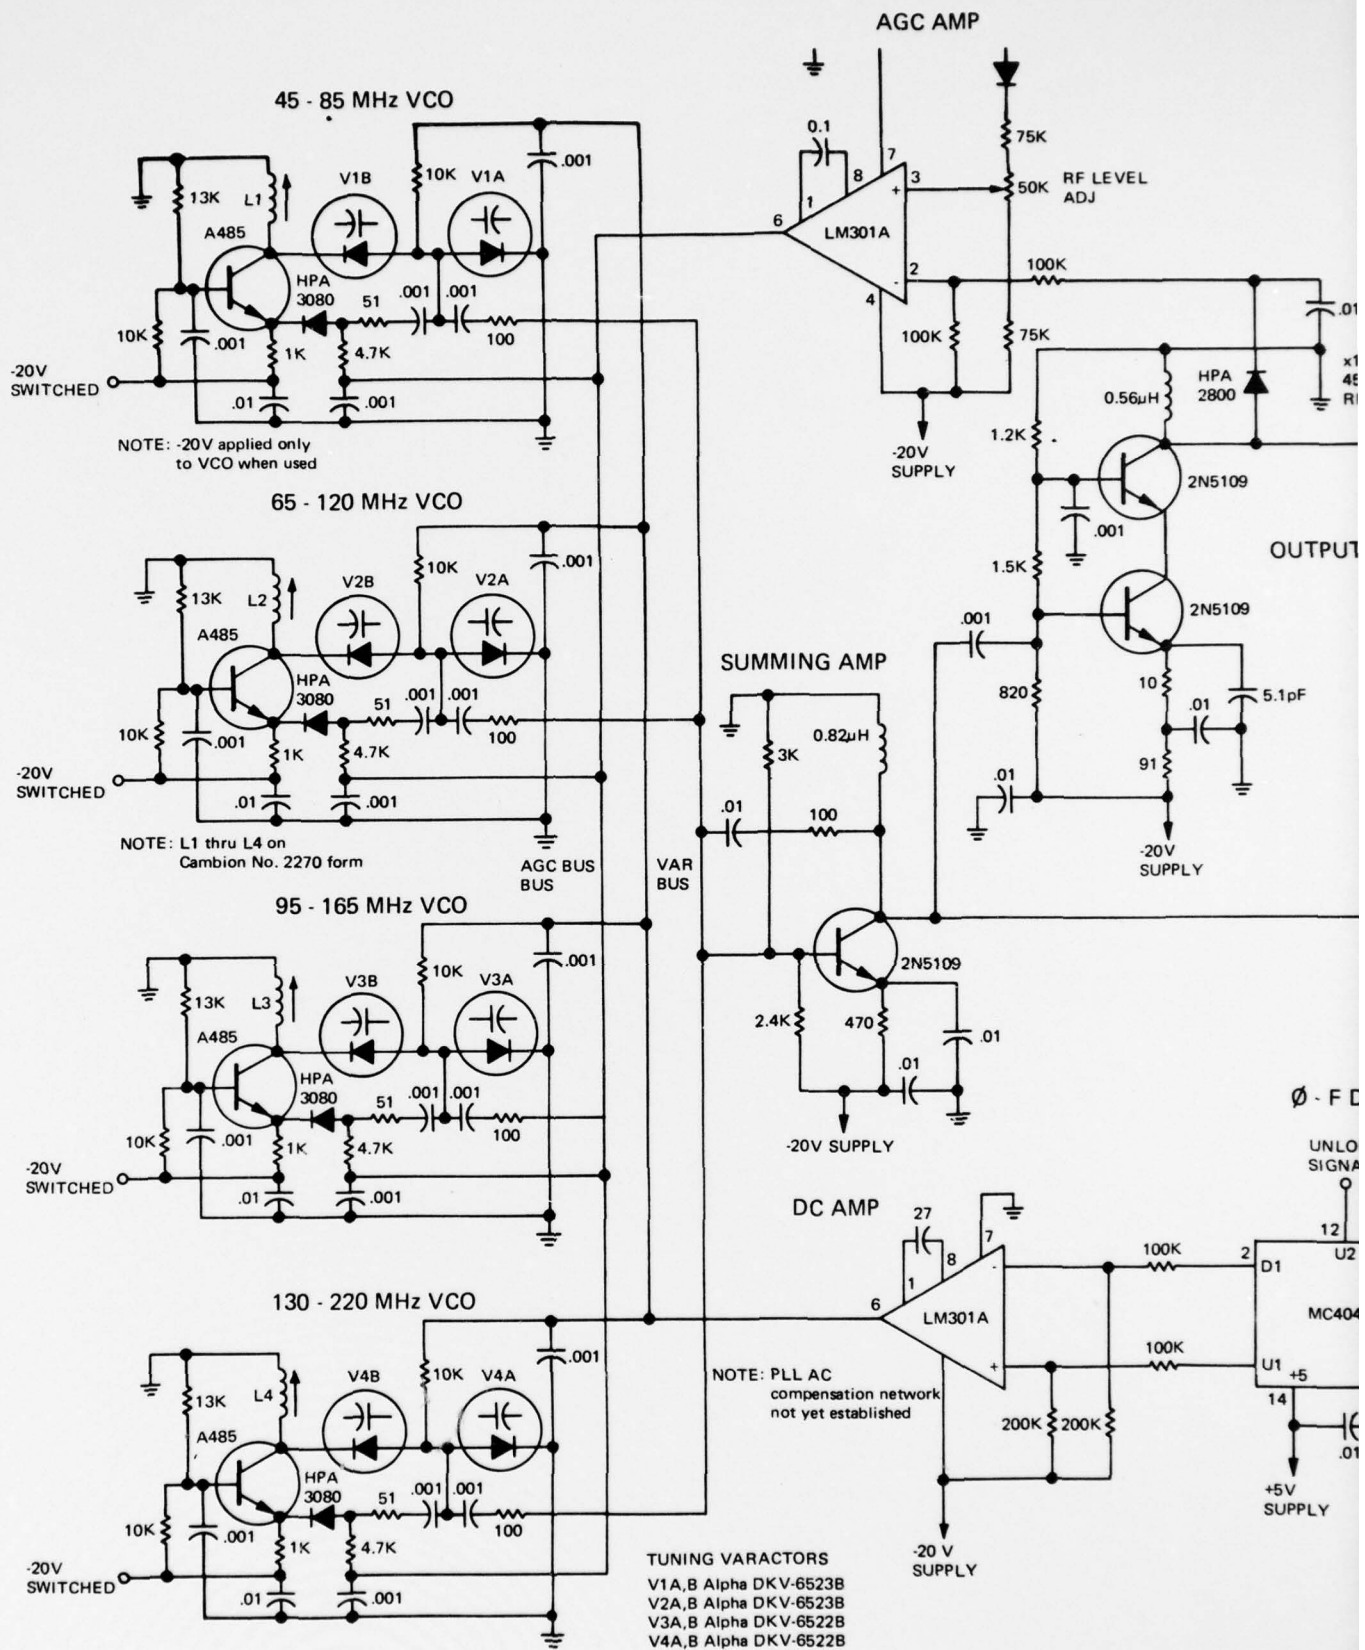 AGC AMP
45 - 85 MHz VCO
0.1
7
75K
.001
10K
V1B
V1A
8
3
+
50K
RF LEVEL
ADJ
13K
L1
1
6
LM301A
A485
HPA
3080
51
.001
.001
2
-
100K
4
.01
10K
.001
1K
4.7K
100
100K
75K
-20V
SWITCHED
.01
.001
HPA
2800
0.56µH
x1
45
NOTE: -20V applied only
to VCO when used
1.2K
-20V
SUPPLY
2N5109
65 - 120 MHz VCO
.001
.001
10K
OUTPUT
V2B
V2A
1.5K
13K
L2
2N5109
.001
A485
SUMMING AMP
HPA
3080
51
.001
.001
820
10
5.1pF
.01
10K
.001
1K
4.7K
100
0.82µH
3K
-20V
SWITCHED
.01
.001
91
.01
.01
100
NOTE: L1 thru L4 on
Cambion No. 2270 form
-20V
SUPPLY
AGC BUS
BUS
VAR
BUS
95 - 165 MHz VCO
.001
10K
2N5109
V3B
V3A
13K
L3
2.4K
470
.01
A485
HPA
3080
51
.001
.001
.01
Ø - F D
10K
.001
1K
4.7K
100
-20V SUPPLY
UNLO
SIGNA
-20V
SWITCHED
.01
.001
DC AMP
27
7
12
8
1
-
100K
2
D1
U2
130 - 220 MHz VCO
6
LM301A
MC404
.001
10K
V4B
V4A
100K
+
U1
+5
NOTE: PLL AC
compensation network
not yet established
14
13K
L4
200K
200K
A485
.01
HPA
3080
51
.001
.001
+5V
SUPPLY
10K
.001
1K
4.7K
100
-20 V
SUPPLY
-20V
SWITCHED
.01
.001
TUNING VARACTORS
V1A,B Alpha DKV-6523B
V2A,B Alpha DKV-6523B
V3A,B Alpha DKV-6522B
V4A,B Alpha DKV-6522B